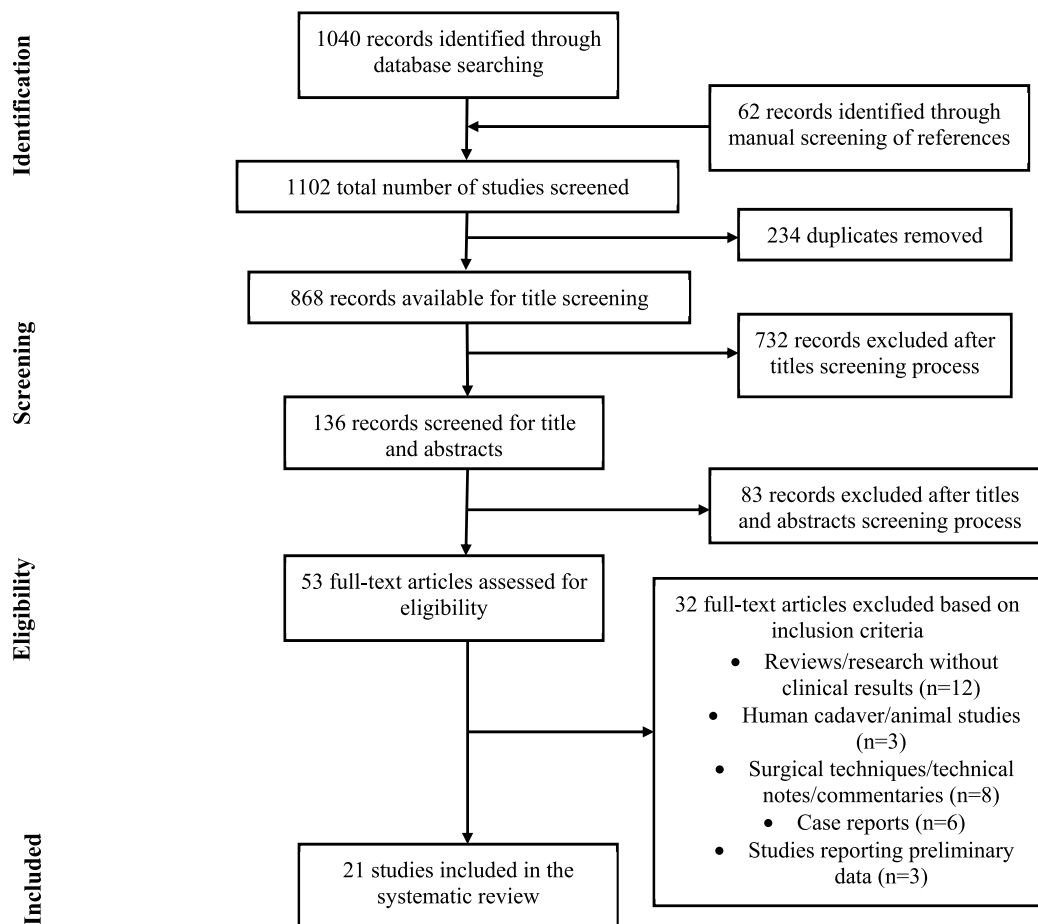 Identification
1040 records identified through
database searching
62 records identified through
manual screening of references
1102 total number of studies screened
234 duplicates removed
Screening
868 records available for title screening
732 records excluded after
titles screening process
136 records screened for title
and abstracts
83 records excluded after titles
and abstracts screening process
Eligibility
53 full-text articles assessed for
eligibility
32 full-text articles excluded based on
inclusion criteria
• Reviews/research without
clinical results (n=12)
• Human cadaver/animal studies
(n=3)
• Surgical techniques/technical
notes/commentaries (n=8)
• Case reports (n=6)
• Studies reporting preliminary
data (n=3)
Included
21 studies included in the
systematic review